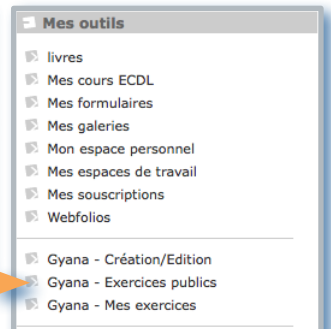 Mes outils
livres
Mes cours ECDL
Mes formulaires
Mes galeries
Mon espace personnel
Mes espaces de travail
Mes souscriptions
Webfolios
Gyana - Création/Edition
Gyana - Exercices publics
Gyana - Mes exercices